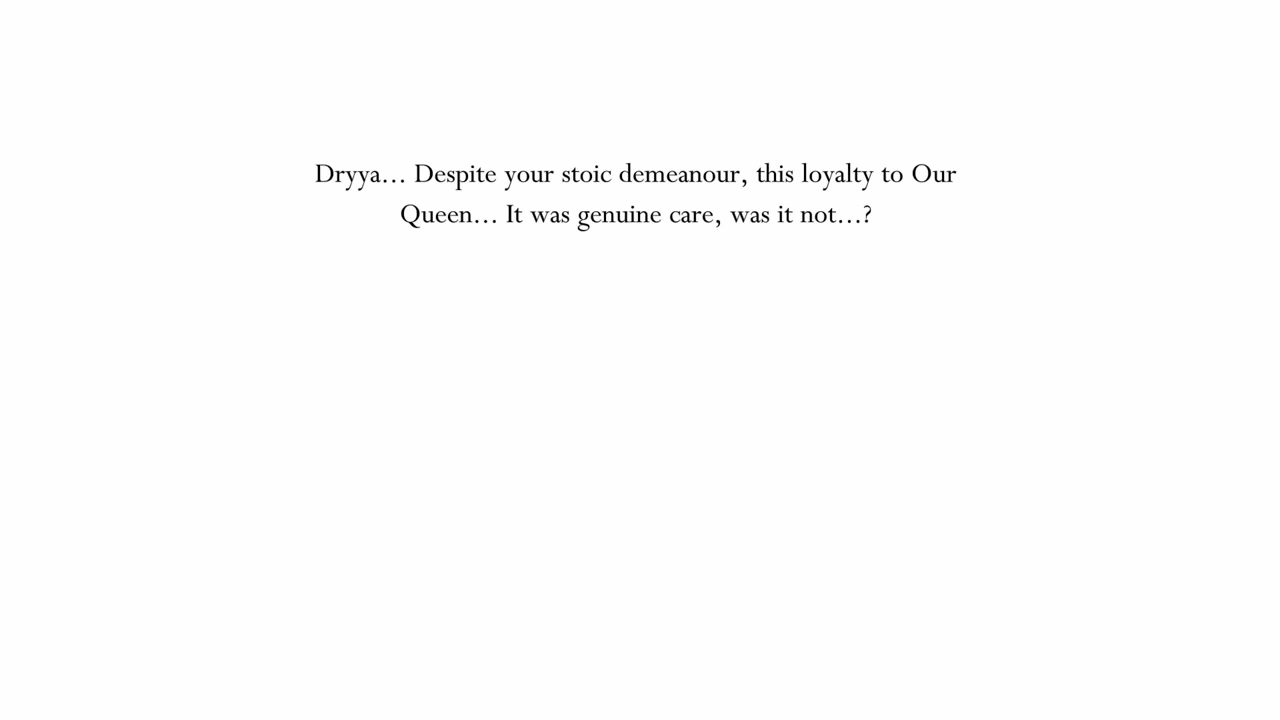 Dryya… Despite your stoic demeanour, this loyalty to Our
Queen… It was genuine care, was it not…?